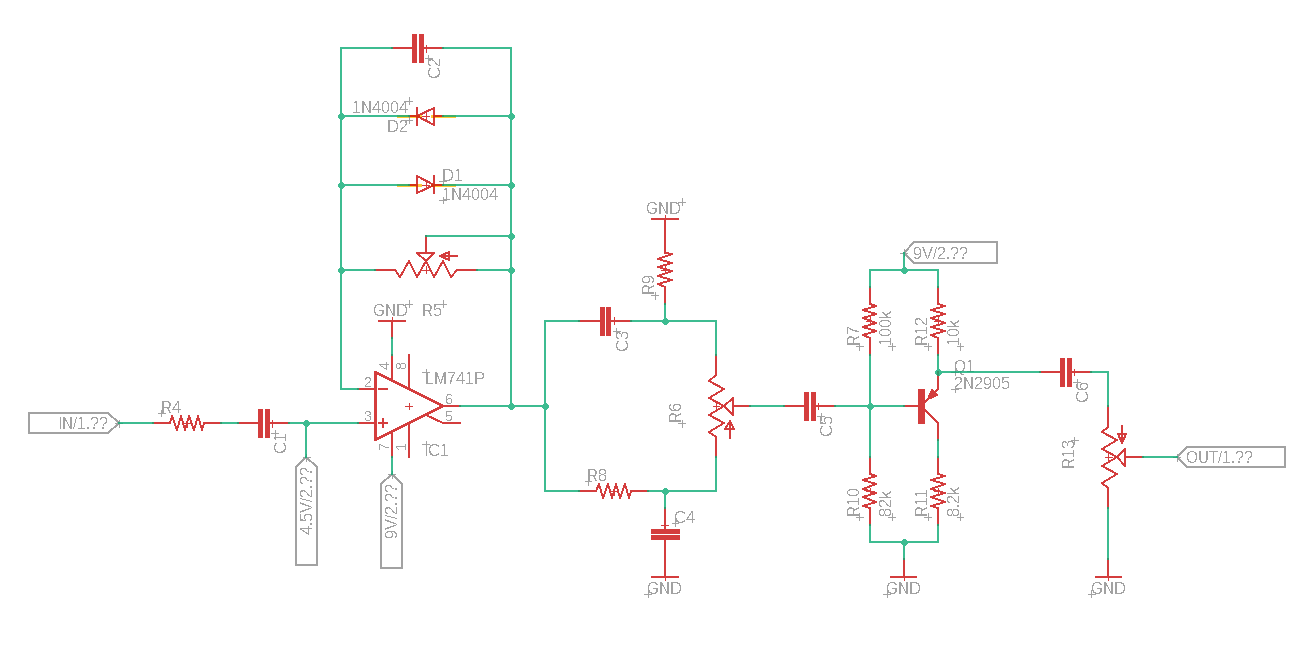 C2
1N4004
D2
D1
1N4004
GND
R9
9V/2.??
GND
R5
C3
R7
100k
R12
10k
4
8
Q1
2N2905
2
LM741P
6
C6
R4
R6
3
5
IN/1.??
C1
C5
R13
7
1
IC1
OUT/1.??
4.5V/2.??
9V/2.??
R8
R10
82k
R11
8.2k
C4
GND
GND
GND